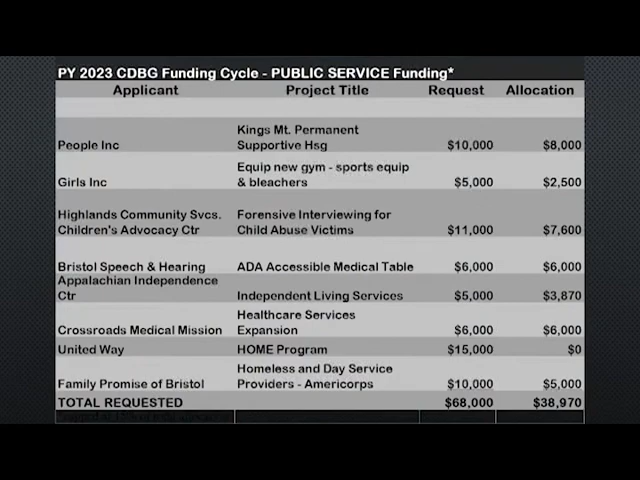 PY 2023 CDBG Funding Cycle - PUBLIC SERVICE Funding*
Applicant Project Title Request Allocation
Kings Mt. Permanent
People Inc Supportive Hsg $10,000 $8,000
Equip new gym - sports equip
Girls Inc & bleachers $5,000 $2,500
Highlands Community Svcs. Forensive Interviewing for
Children's Advocacy Ctr Child Abuse Victims $11,000 $7,600
Bristol Speech & Hearing ADA Accessible Medical Table $6,000 $6,000
Appalachian Independence
Ctr Independent Living Services $5,000 $3,870
Healthcare Services
Crossroads Medical Mission Expansion $6,000 $6,000
United Way HOME Program $15,000 $0
Homeless and Day Service
Family Promise of Bristol Providers - Americorps $10,000 $5,000
TOTAL REQUESTED $68,000 $38,970